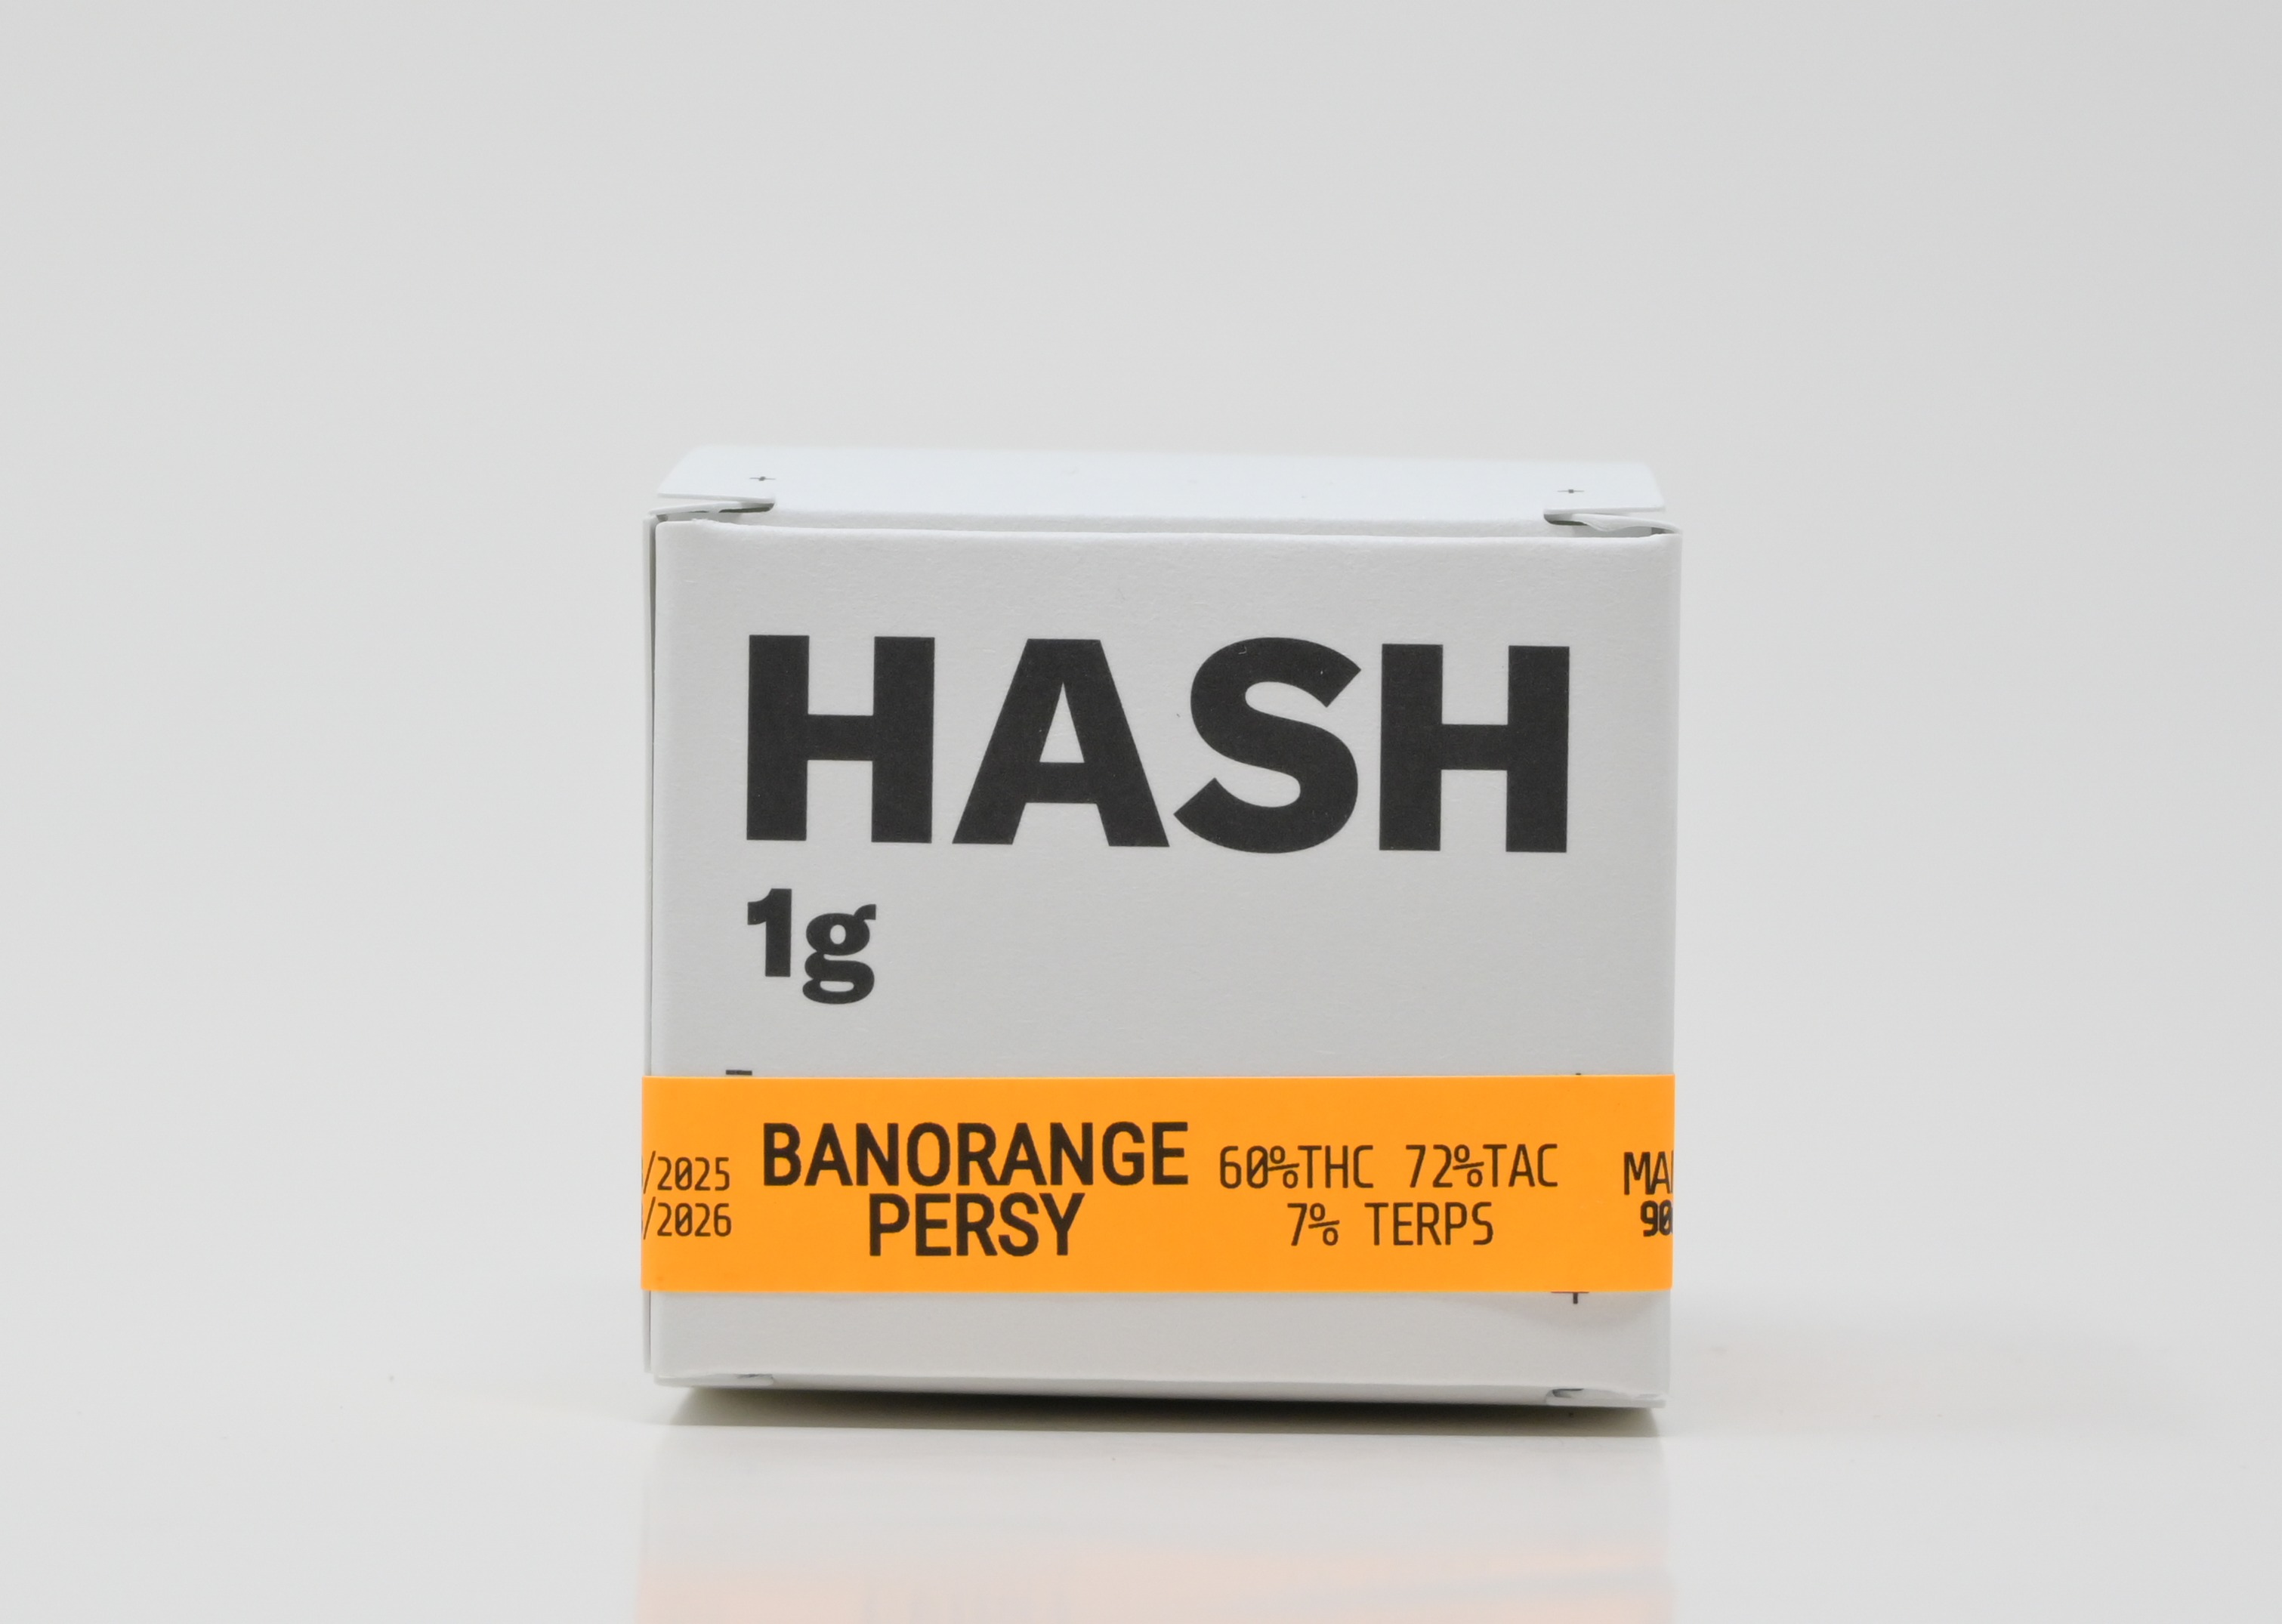 HASH
1g
/2025
/2026
BANORANGE
PERSY
60%THC 72%TAC
7% TERPS